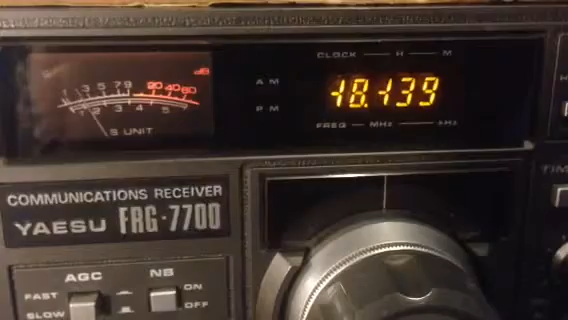 CLOCK H M
dB
1 3 5 7 9 20 40 60
1 2 3 4 5
S UNIT
A M
P M
18.139
FREQ MHz kHz
COMMUNICATIONS RECEIVER
YAESU FRG-7700
TIM
AGC NB
FAST ON
SLOW OFF